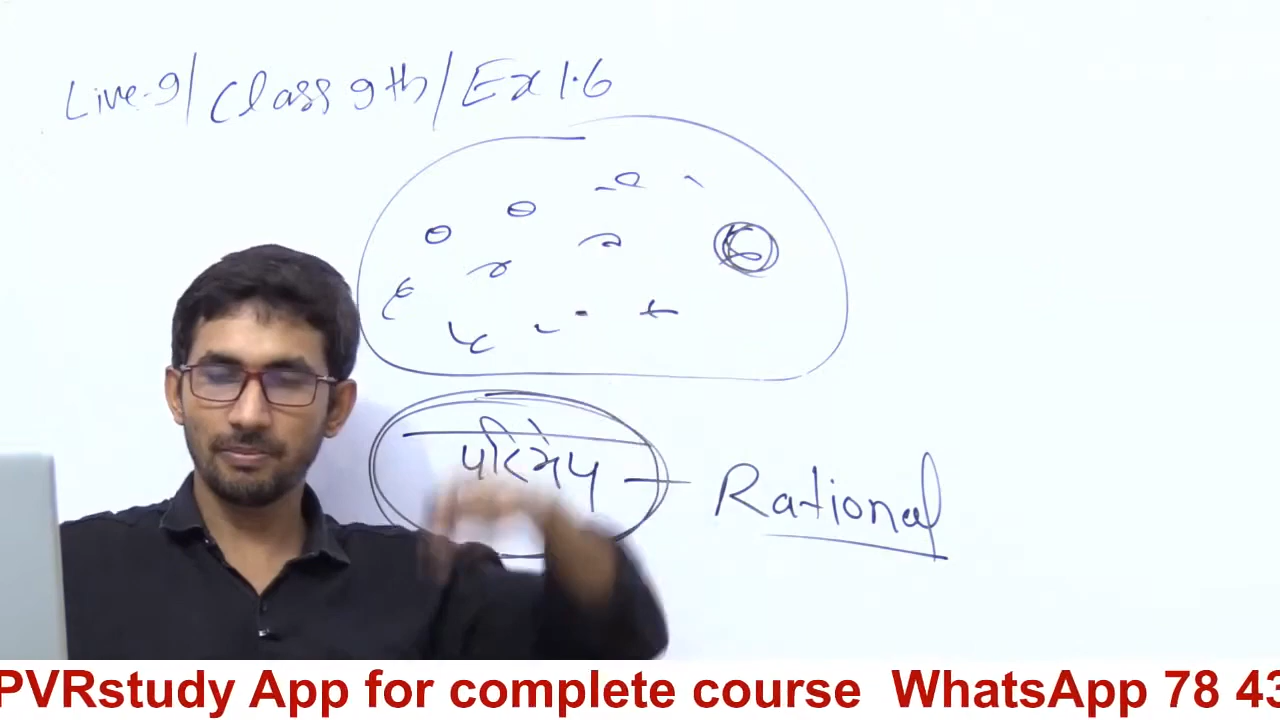 Live-9/ Class 9th/ Ex 1.6
परिमेय - Rational
PVRstudy App for complete course WhatsApp 78 43